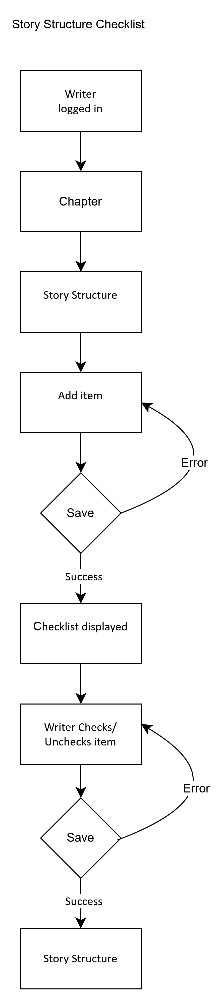 Story Structure Checklist
Writer
logged in
Chapter
Story Structure
Add item
Error
Save
Success
Checklist displayed
Writer Checks/
Unchecks item
Error
Save
Success
Story Structure